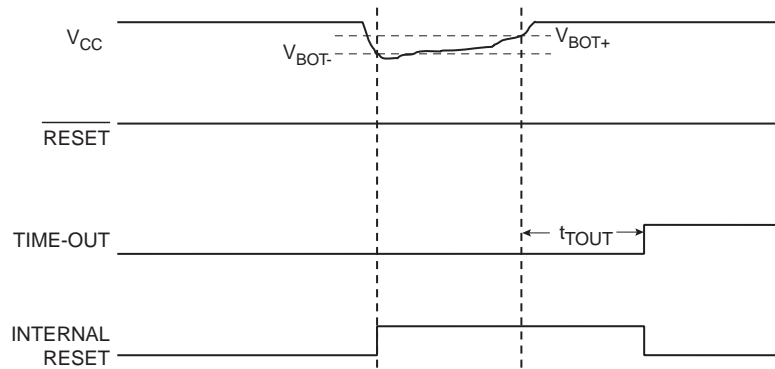 VCC
VBOT-
VBOT+
RESET
TIME-OUT
tTOUT
INTERNAL
RESET